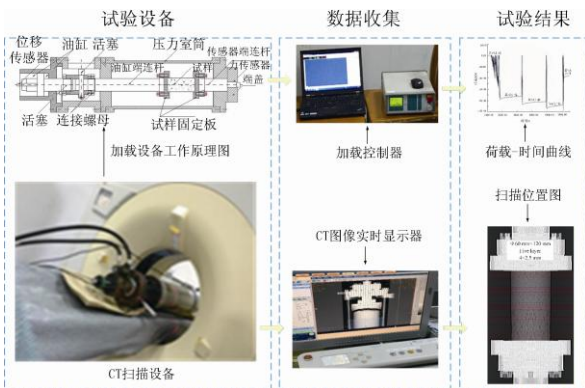 试验设备
数据收集
试验结果
位移
传感器
油缸 活塞
压力室筒
传感器端连杆
油缸端连杆
试样
力传感器
端盖
活塞
连接螺母
试样固定板
加载设备工作原理图
加载控制器
荷载-时间曲线
扫描位置图
CT图像实时显示器
CT扫描设备